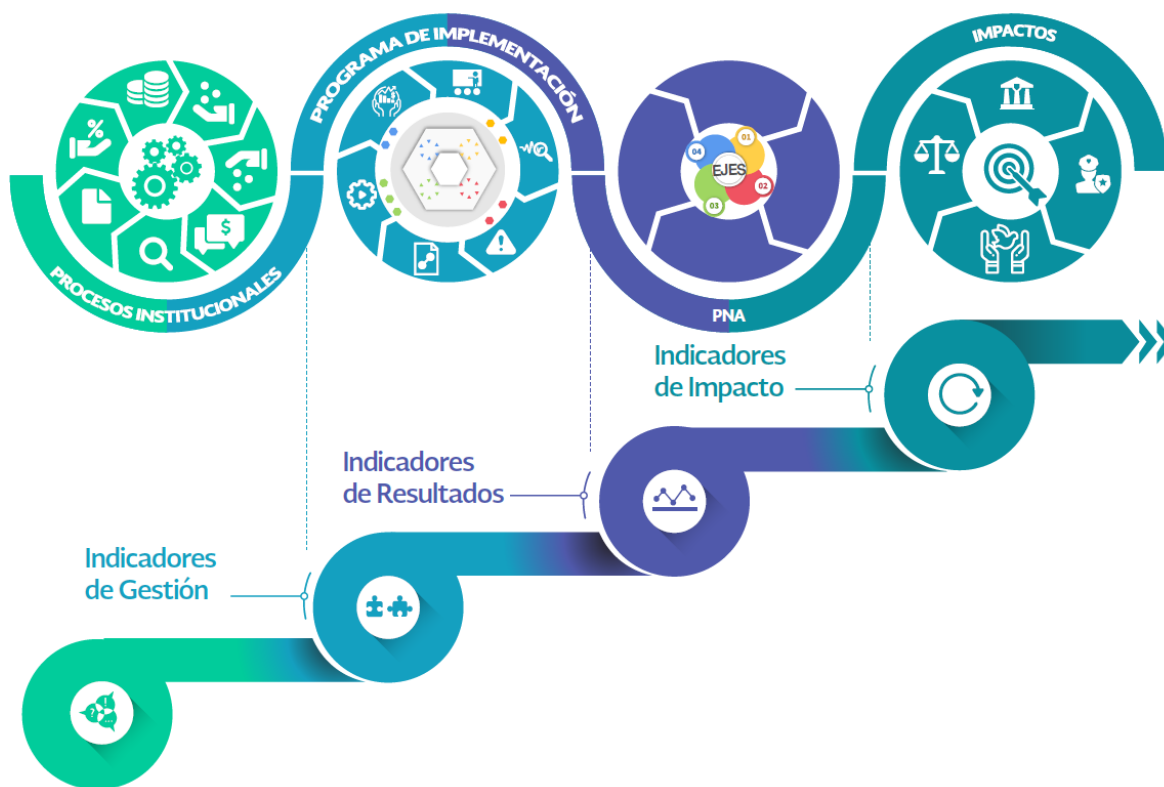 PROCESOS INSTITUCIONALES
PROGRAMA DE IMPLEMENTACIÓN
PNA
IMPACTOS
%
$
01
02
03
04
EJES
Indicadores
de Impacto
Indicadores
de Resultados
Indicadores
de Gestión
?
!
...